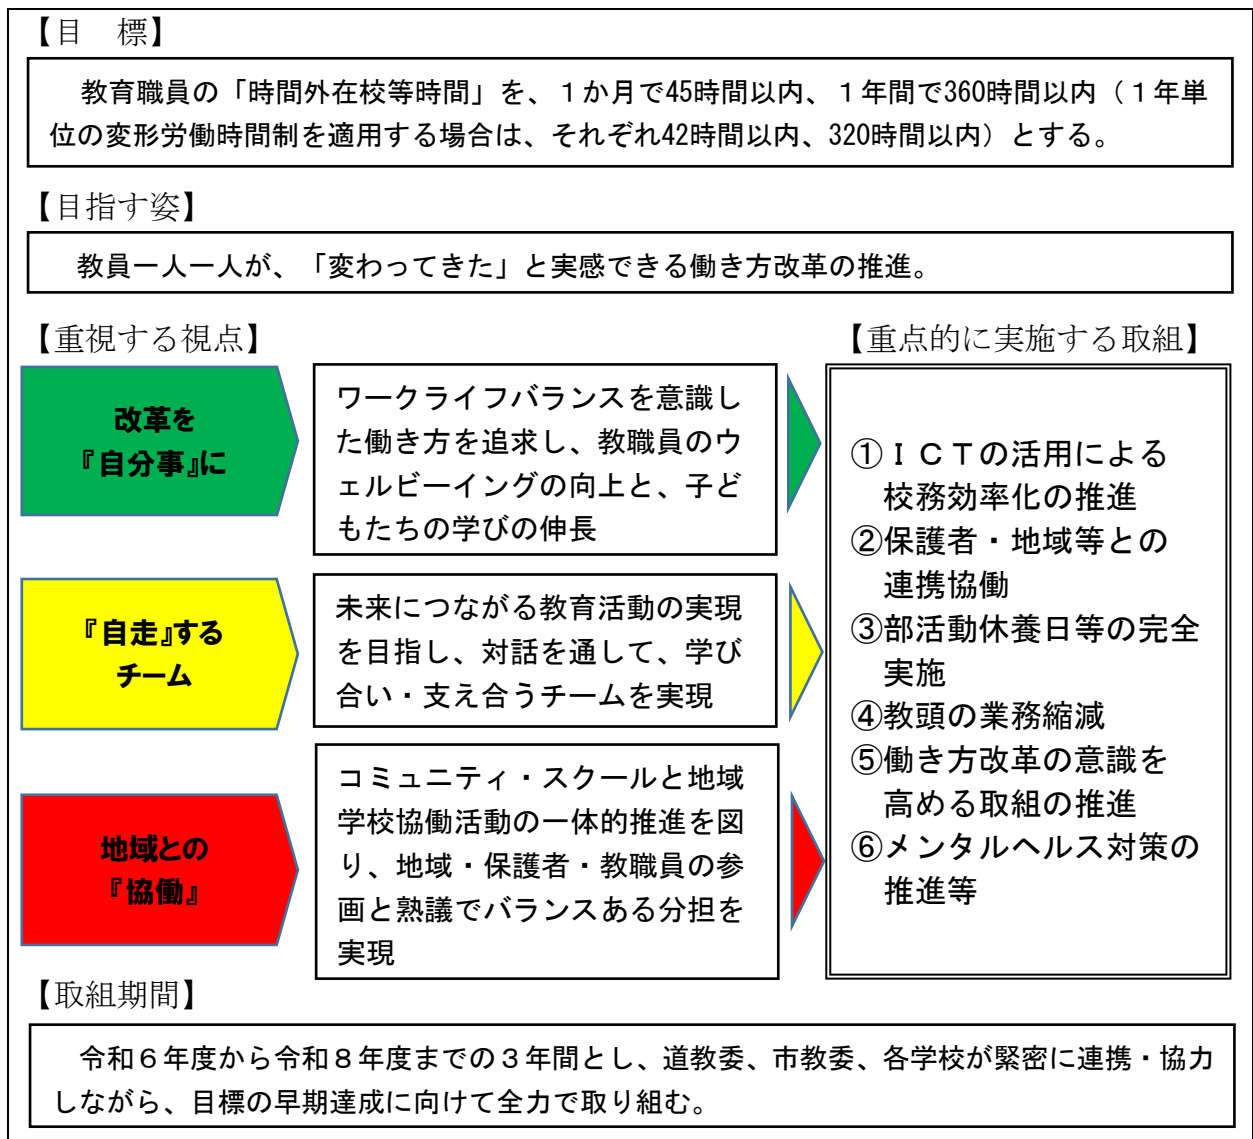 【目　標】
教育職員の「時間外在校等時間」を、１か月で45時間以内、１年間で360時間以内（１年単
位の変形労働時間制を適用する場合は、それぞれ42時間以内、320時間以内）とする。
【目指す姿】
教員一人一人が、「変わってきた」と実感できる働き方改革の推進。
【重視する視点】
改革を
『自分事』に
ワークライフバランスを意識し
た働き方を追求し、教職員のウ
ェルビーイングの向上と、子ど
もたちの学びの伸長
『自走』する
チーム
未来につながる教育活動の実現
を目指し、対話を通して、学び
合い・支え合うチームを実現
地域との
『協働』
コミュニティ・スクールと地域
学校協働活動の一体的推進を図
り、地域・保護者・教職員の参
画と熟議でバランスある分担を
実現
【重点的に実施する取組】
①ＩＣＴの活用による
校務効率化の推進
②保護者・地域等との
連携協働
③部活動休養日等の完全
実施
④教頭の業務縮減
⑤働き方改革の意識を
高める取組の推進
⑥メンタルヘルス対策の
推進等
【取組期間】
令和６年度から令和８年度までの３年間とし、道教委、市教委、各学校が緊密に連携・協力
しながら、目標の早期達成に向けて全力で取り組む。